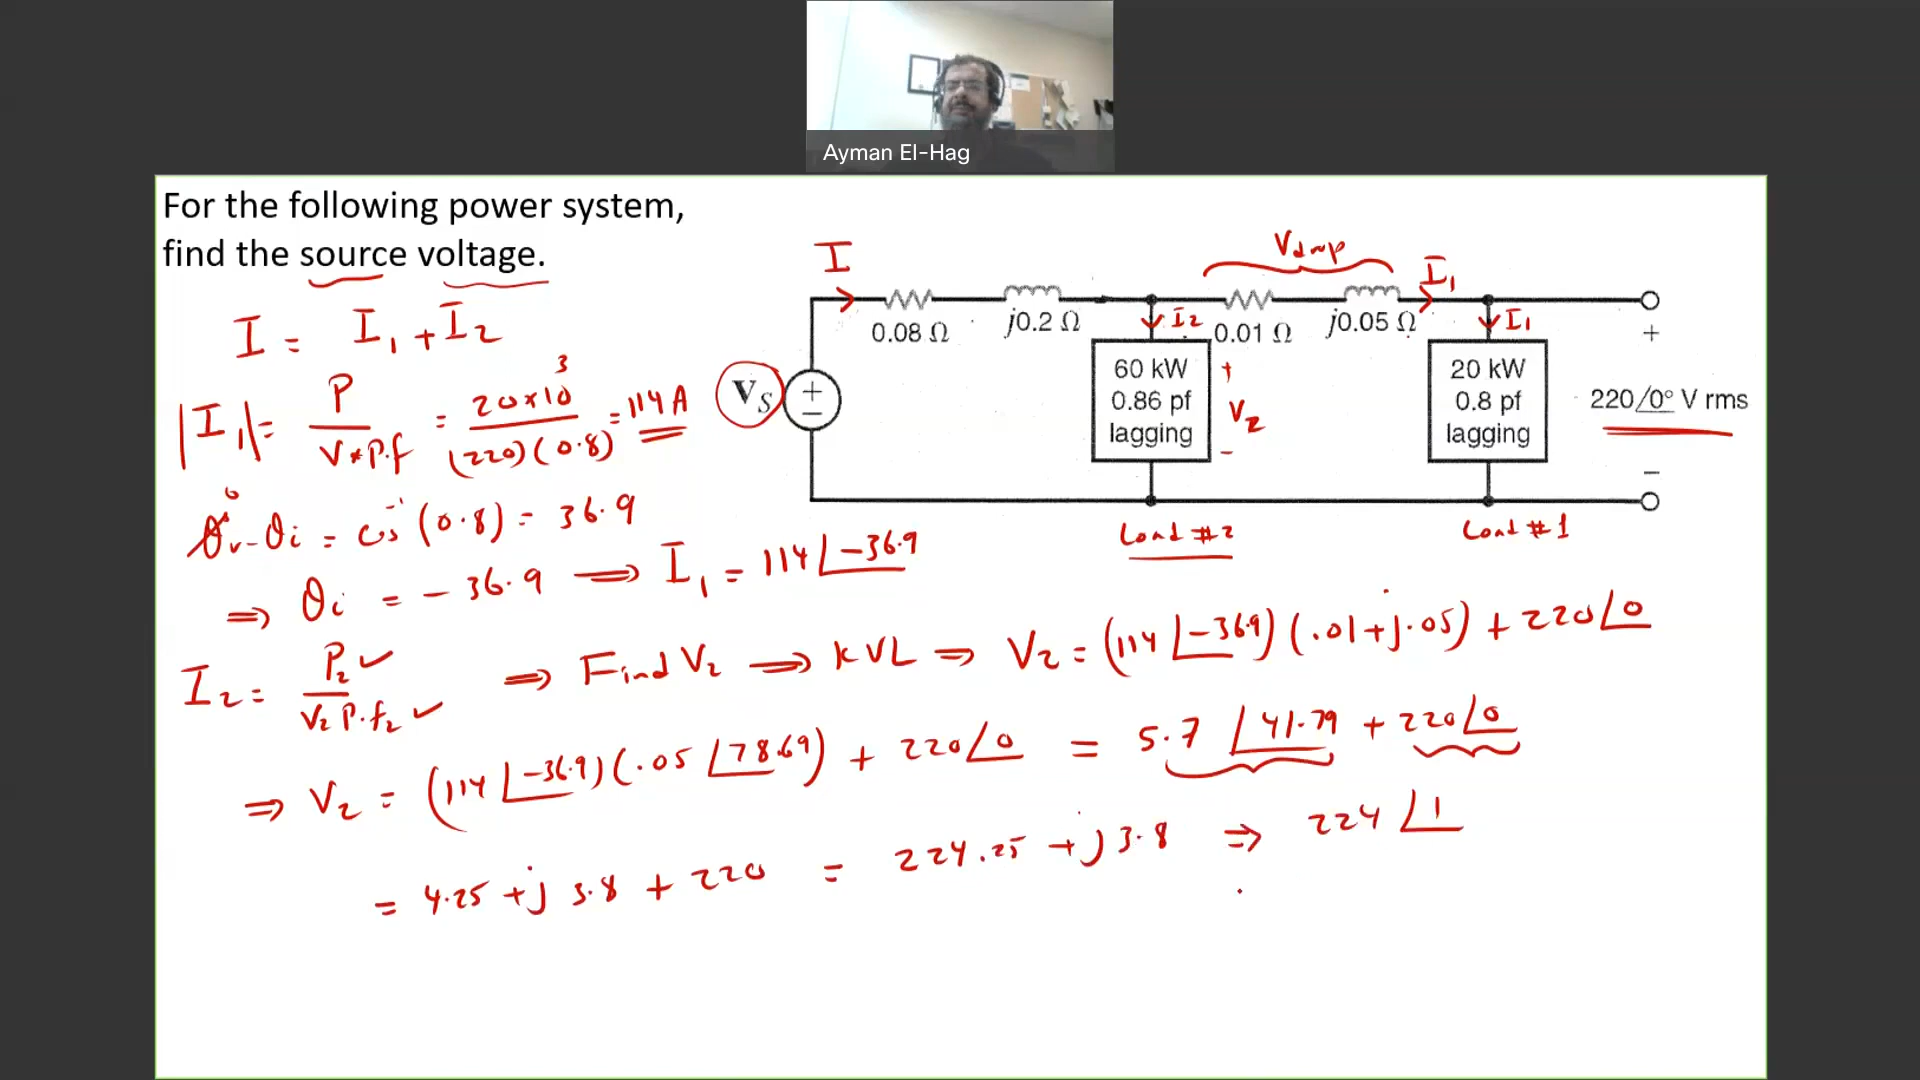 Ayman El-Hag
For the following power system,
find the source voltage.
I = I₁ + I₂
|I₁| = P / V*P.f = 20x10³ / (220)(0.8) = 114 A
θv - θi = cos⁻¹(0.8) = 36.9
⇒ θi = -36.9 ⇒ I₁ = 114∠-36.9
I
Vdrop
I₁
0.08 Ω
j0.2 Ω
I₂
0.01 Ω
j0.05 Ω
I₁
+
VS
+
−
60 kW
0.86 pf
lagging
+
V₂
-
20 kW
0.8 pf
lagging
220/0° V rms
−
Load #2
Load #1
I₂ = P₂ ✓ / V₂ P.f₂ ✓ ⇒ Find V₂ ⇒ KVL ⇒ V₂ = (114∠-36.9)(.01+j.05) + 220∠0
⇒ V₂ = (114∠-36.9)(.05∠78.69) + 220∠0 = 5.7∠41.79 + 220∠0
= 4.25 + j 3.8 + 220 = 224.25 + j 3.8 ⇒ 224∠1